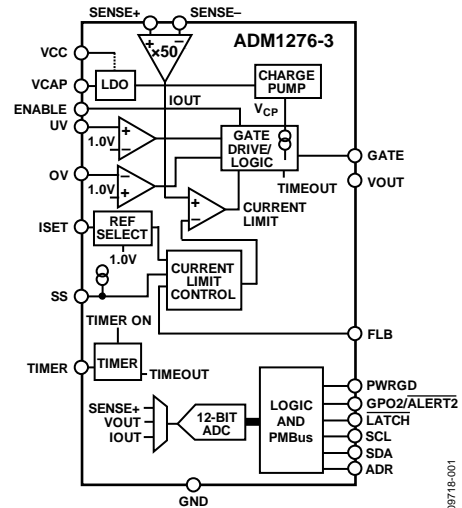 SENSE+ SENSE–
ADM1276-3
VCC
+ –
×50
VCAP
LDO
CHARGE
PUMP
ENABLE
IOUT
VCP
UV
+
1.0V –
GATE
DRIVE/
LOGIC
GATE
OV
–
1.0V +
TIMEOUT
VOUT
+
–
CURRENT
LIMIT
ISET
REF
SELECT
1.0V
CURRENT
LIMIT
CONTROL
SS
TIMER ON
FLB
TIMER
TIMER
TIMEOUT
PWRGD
GPO2/ALERT2
SENSE+
VOUT
IOUT
12-BIT
ADC
LOGIC
AND
PMBus
LATCH
SCL
SDA
ADR
GND
09718-001